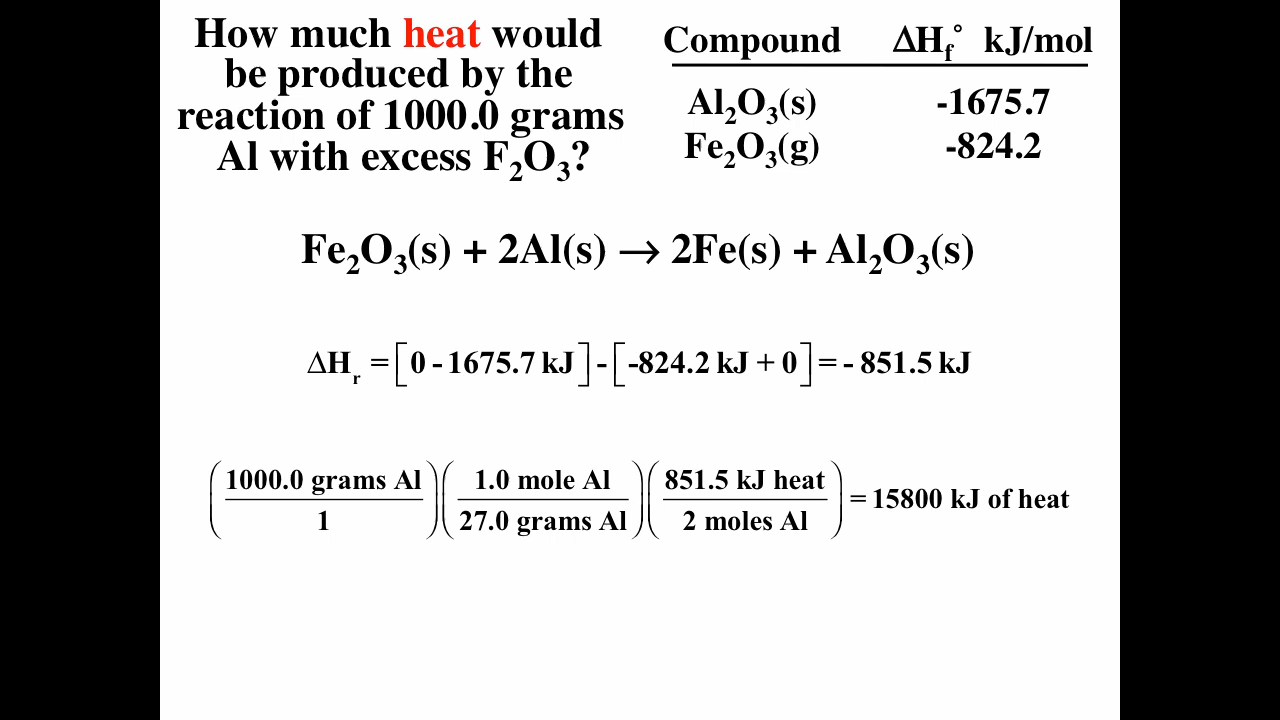 How much heat would
be produced by the
reaction of 1000.0 grams
Al with excess F₂O₃?
Compound ΔHf° kJ/mol
Al₂O₃(s) -1675.7
Fe₂O₃(g) -824.2
Fe₂O₃(s) + 2Al(s) → 2Fe(s) + Al₂O₃(s)
ΔHr = [0 - 1675.7 kJ] - [-824.2 kJ + 0] = - 851.5 kJ
(1000.0 grams Al / 1)(1.0 mole Al / 27.0 grams Al)(851.5 kJ heat / 2 moles Al) = 15800 kJ of heat